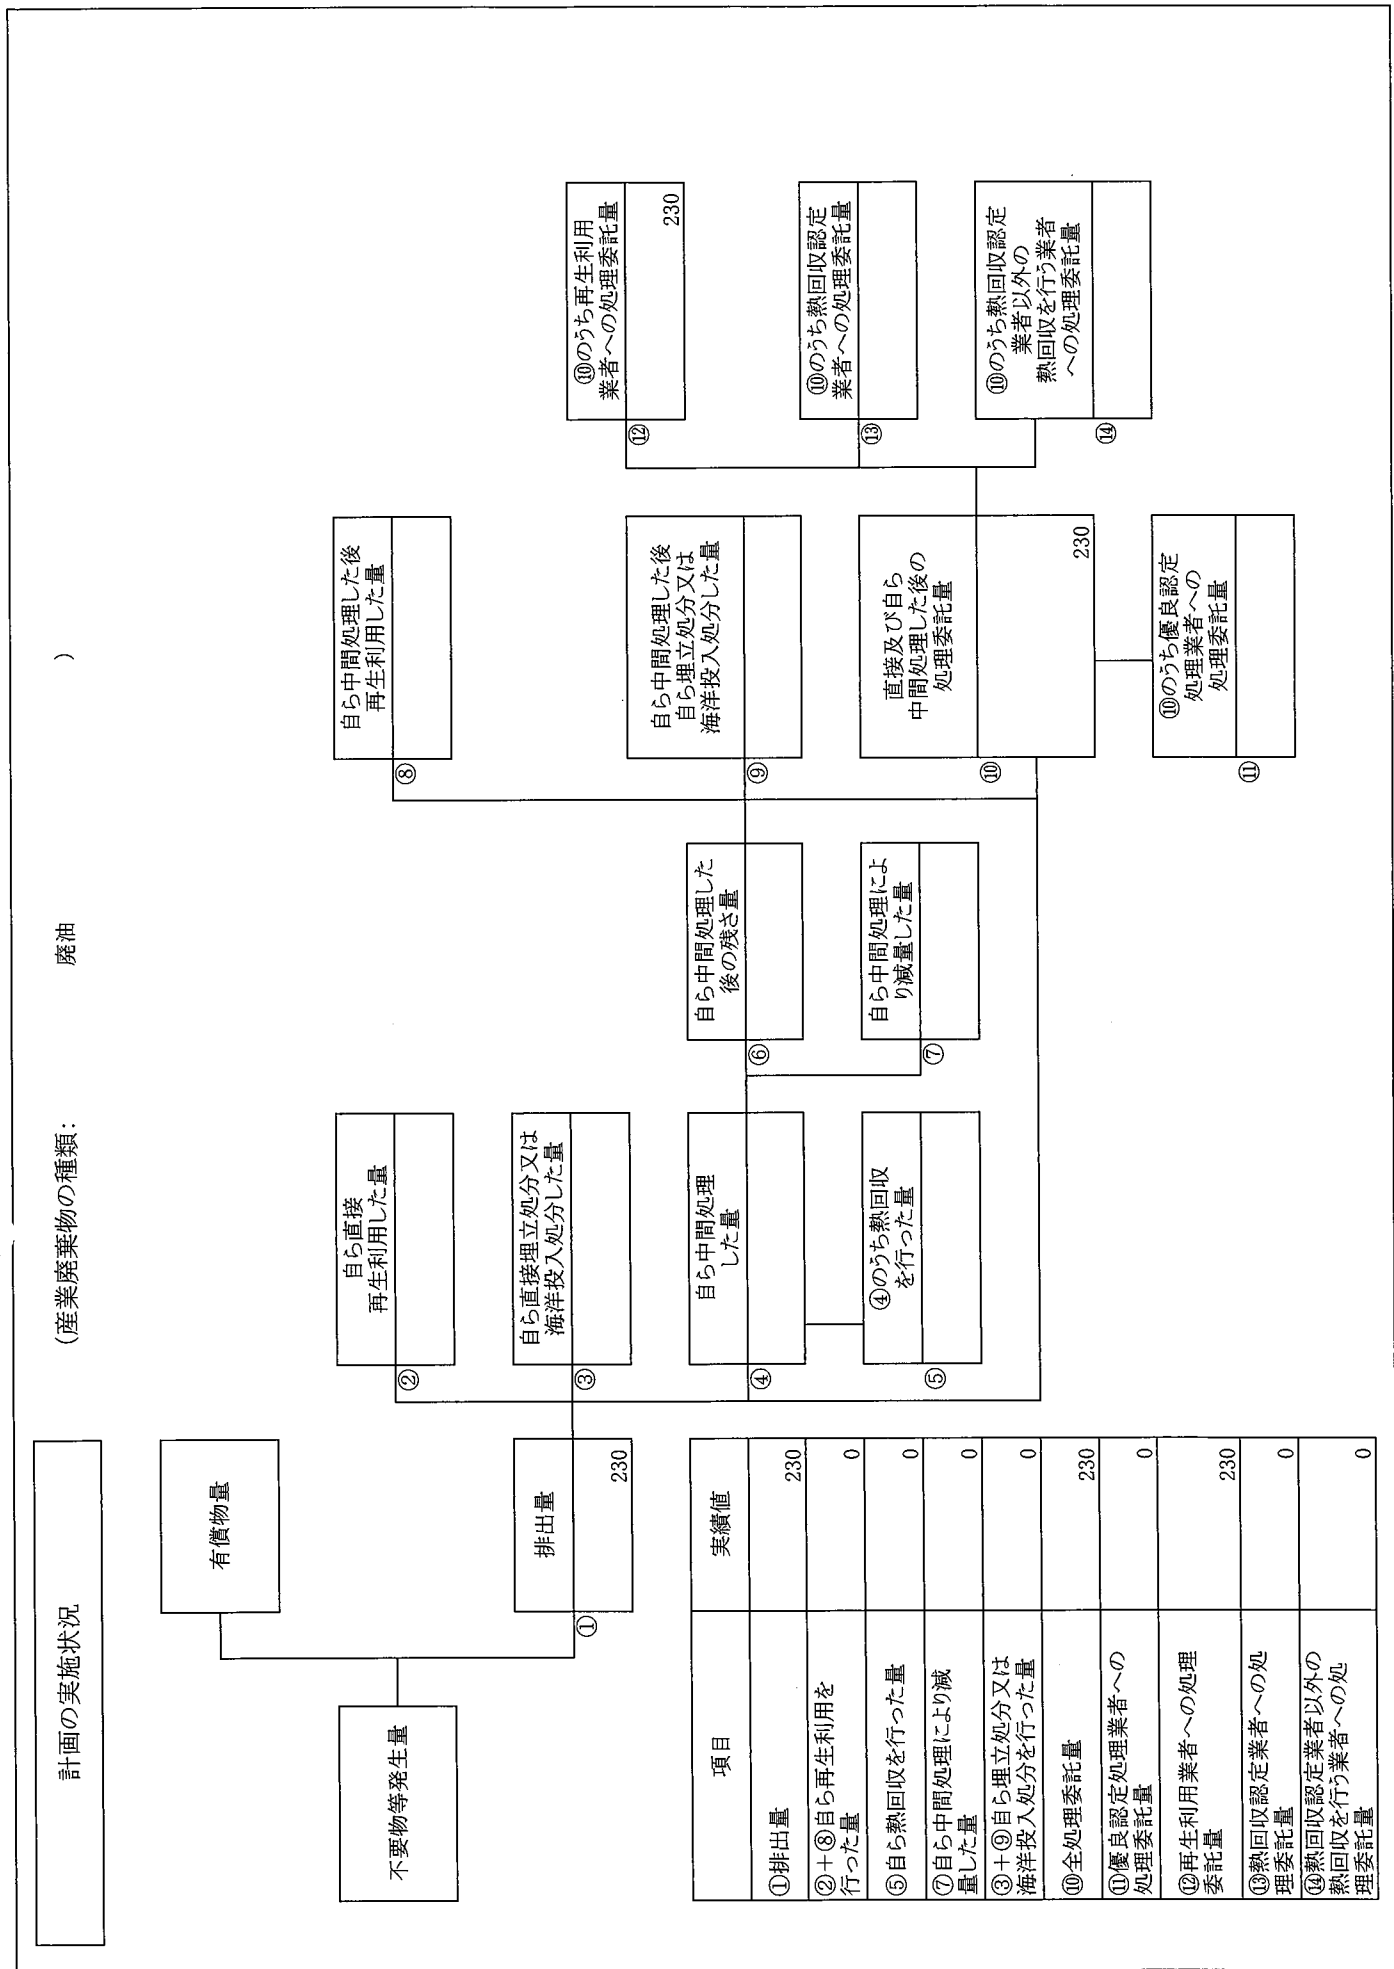 計画の実施状況
(産業廃棄物の種類:
廃油
)
不要物等発生量
有償物量
①
排出量
230
②
自ら直接
再生利用した量
③
自ら直接埋立処分又は
海洋投入処分した量
④
自ら中間処理
した量
⑤
④のうち熱回収
を行った量
⑥
自ら中間処理した
後の残さ量
⑦
自ら中間処理によ
り減量した量
⑧
自ら中間処理した後
再生利用した量
⑨
自ら中間処理した後
自ら埋立処分又は
海洋投入処分した量
⑩
直接及び自ら
中間処理した後の
処理委託量
230
⑪
⑩のうち優良認定
処理業者への
処理委託量
⑫
⑩のうち再生利用
業者への処理委託量
230
⑬
⑩のうち熱回収認定
業者への処理委託量
⑭
⑩のうち熱回収認定
業者以外の
熱回収を行う業者
への処理委託量
項目 実績値
①排出量 230
②+⑧自ら再生利用を
行った量 0
⑤自ら熱回収を行った量 0
⑦自ら中間処理により減
量した量 0
③+⑨自ら埋立処分又は
海洋投入処分を行った量 0
⑩全処理委託量 230
⑪優良認定処理業者への
処理委託量 0
⑫再生利用業者への処理
委託量 230
⑬熱回収認定業者への処
理委託量 0
⑭熱回収認定業者以外の
熱回収を行う業者への処
理委託量 0